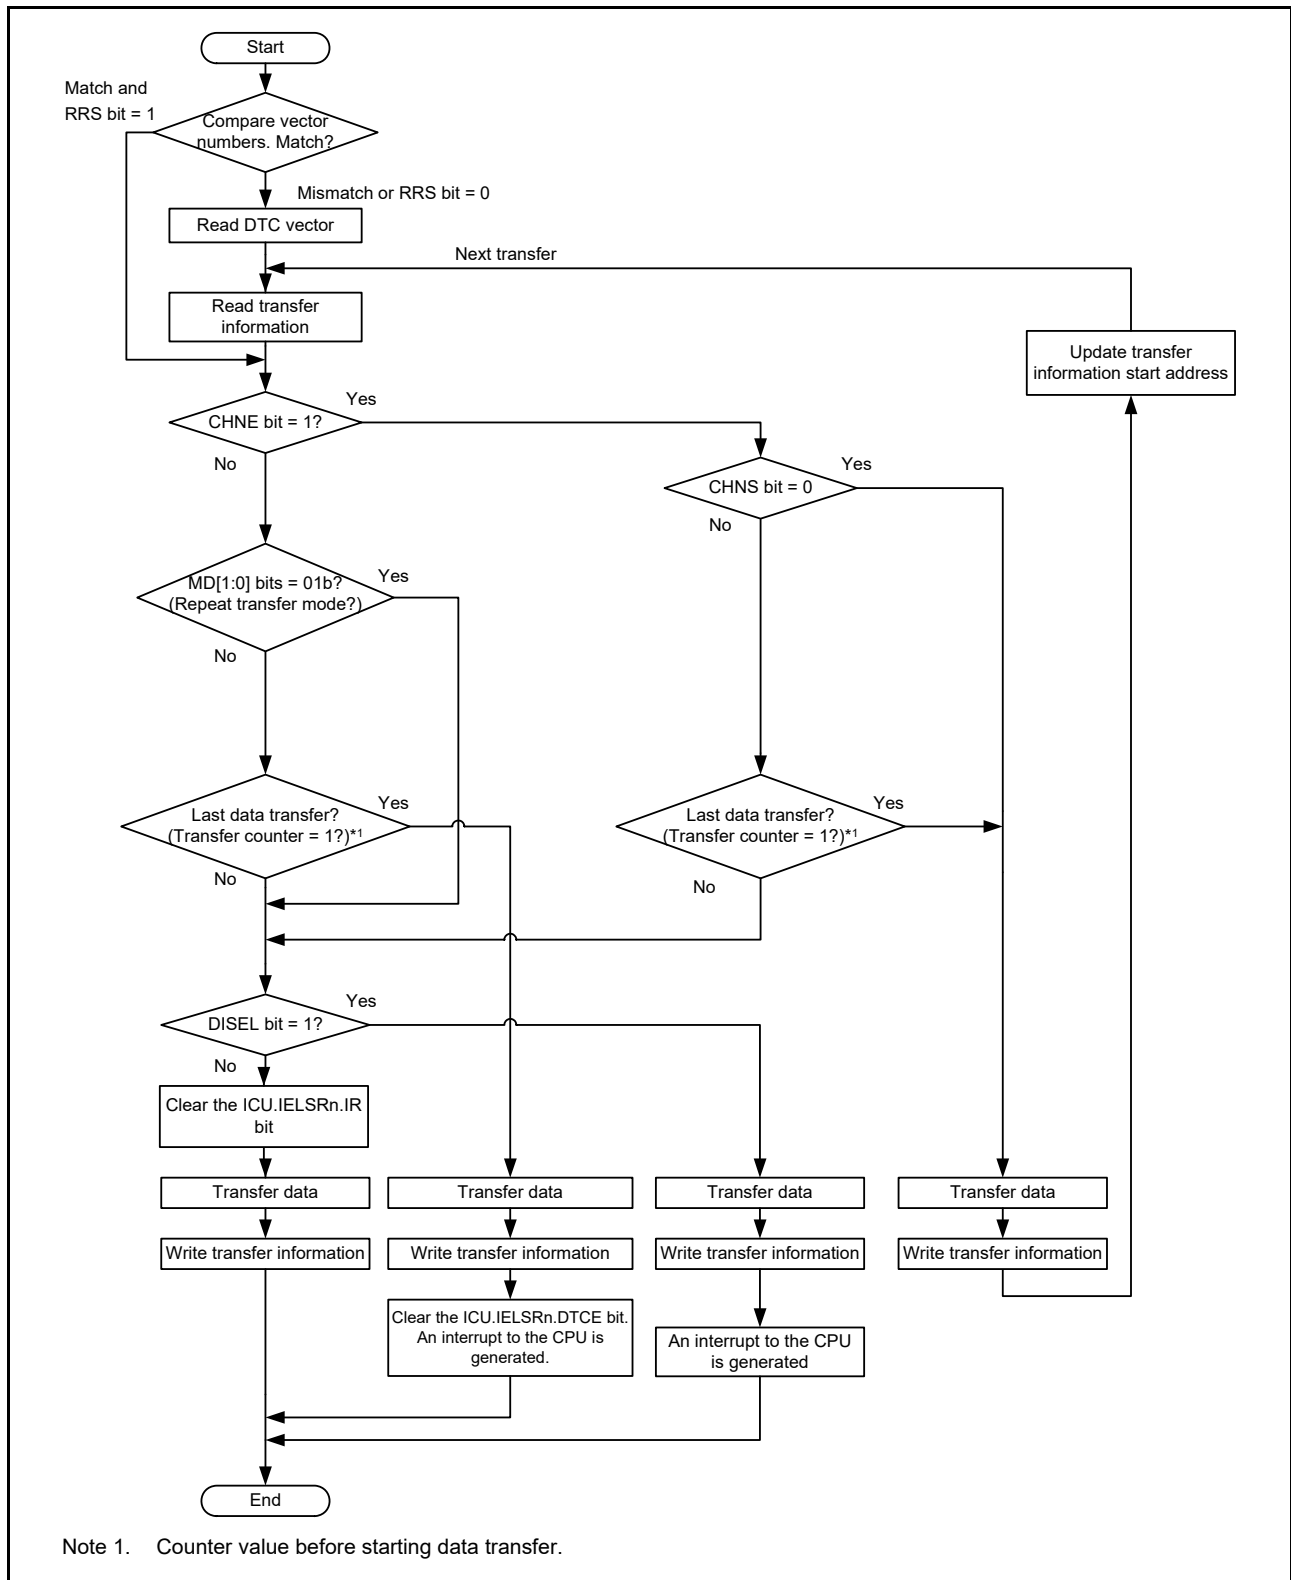 Start
Match and
RRS bit = 1
Compare vector
numbers. Match?
Mismatch or RRS bit = 0
Read DTC vector
Next transfer
Read transfer
information
Update transfer
information start address
CHNE bit = 1?
Yes
No
CHNS bit = 0
Yes
No
MD[1:0] bits = 01b?
(Repeat transfer mode?)
Yes
No
Last data transfer?
(Transfer counter = 1?)*1
Yes
No
Last data transfer?
(Transfer counter = 1?)*1
Yes
No
DISEL bit = 1?
Yes
No
Clear the ICU.IELSRn.IR
bit
Transfer data
Transfer data
Transfer data
Transfer data
Write transfer information
Write transfer information
Write transfer information
Write transfer information
Clear the ICU.IELSRn.DTCE bit.
An interrupt to the CPU is
generated.
An interrupt to the CPU
is generated
End
Note 1. Counter value before starting data transfer.